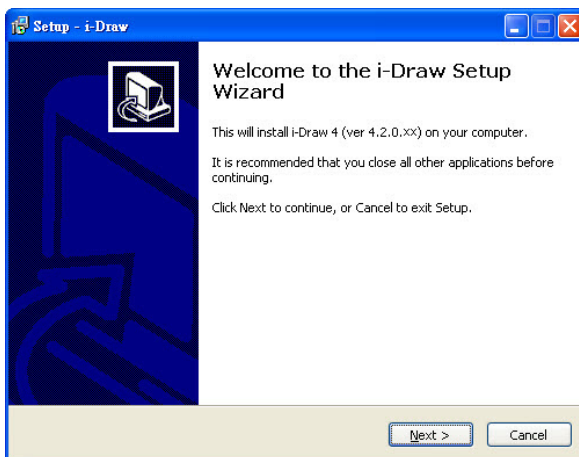 Setup - i-Draw
Welcome to the i-Draw Setup
Wizard
This will install i-Draw 4 (ver 4.2.0.xx) on your computer.
It is recommended that you close all other applications before
continuing.
Click Next to continue, or Cancel to exit Setup.
Next >
Cancel